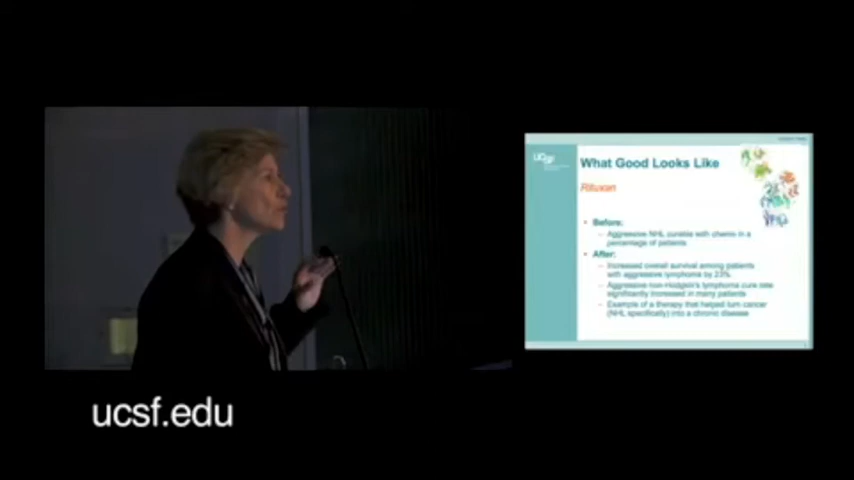 UCSF
What Good Looks Like
Rituxan
• Before:
– Aggressive NHL curable with chemo in a
percentage of patients
• After:
– Increased overall survival among patients
with aggressive lymphoma by 23%
– Aggressive non-Hodgkin's lymphoma cure rate
significantly increased in many patients
– Example of a therapy that helped turn cancer
(NHL specifically) into a chronic disease
ucsf.edu